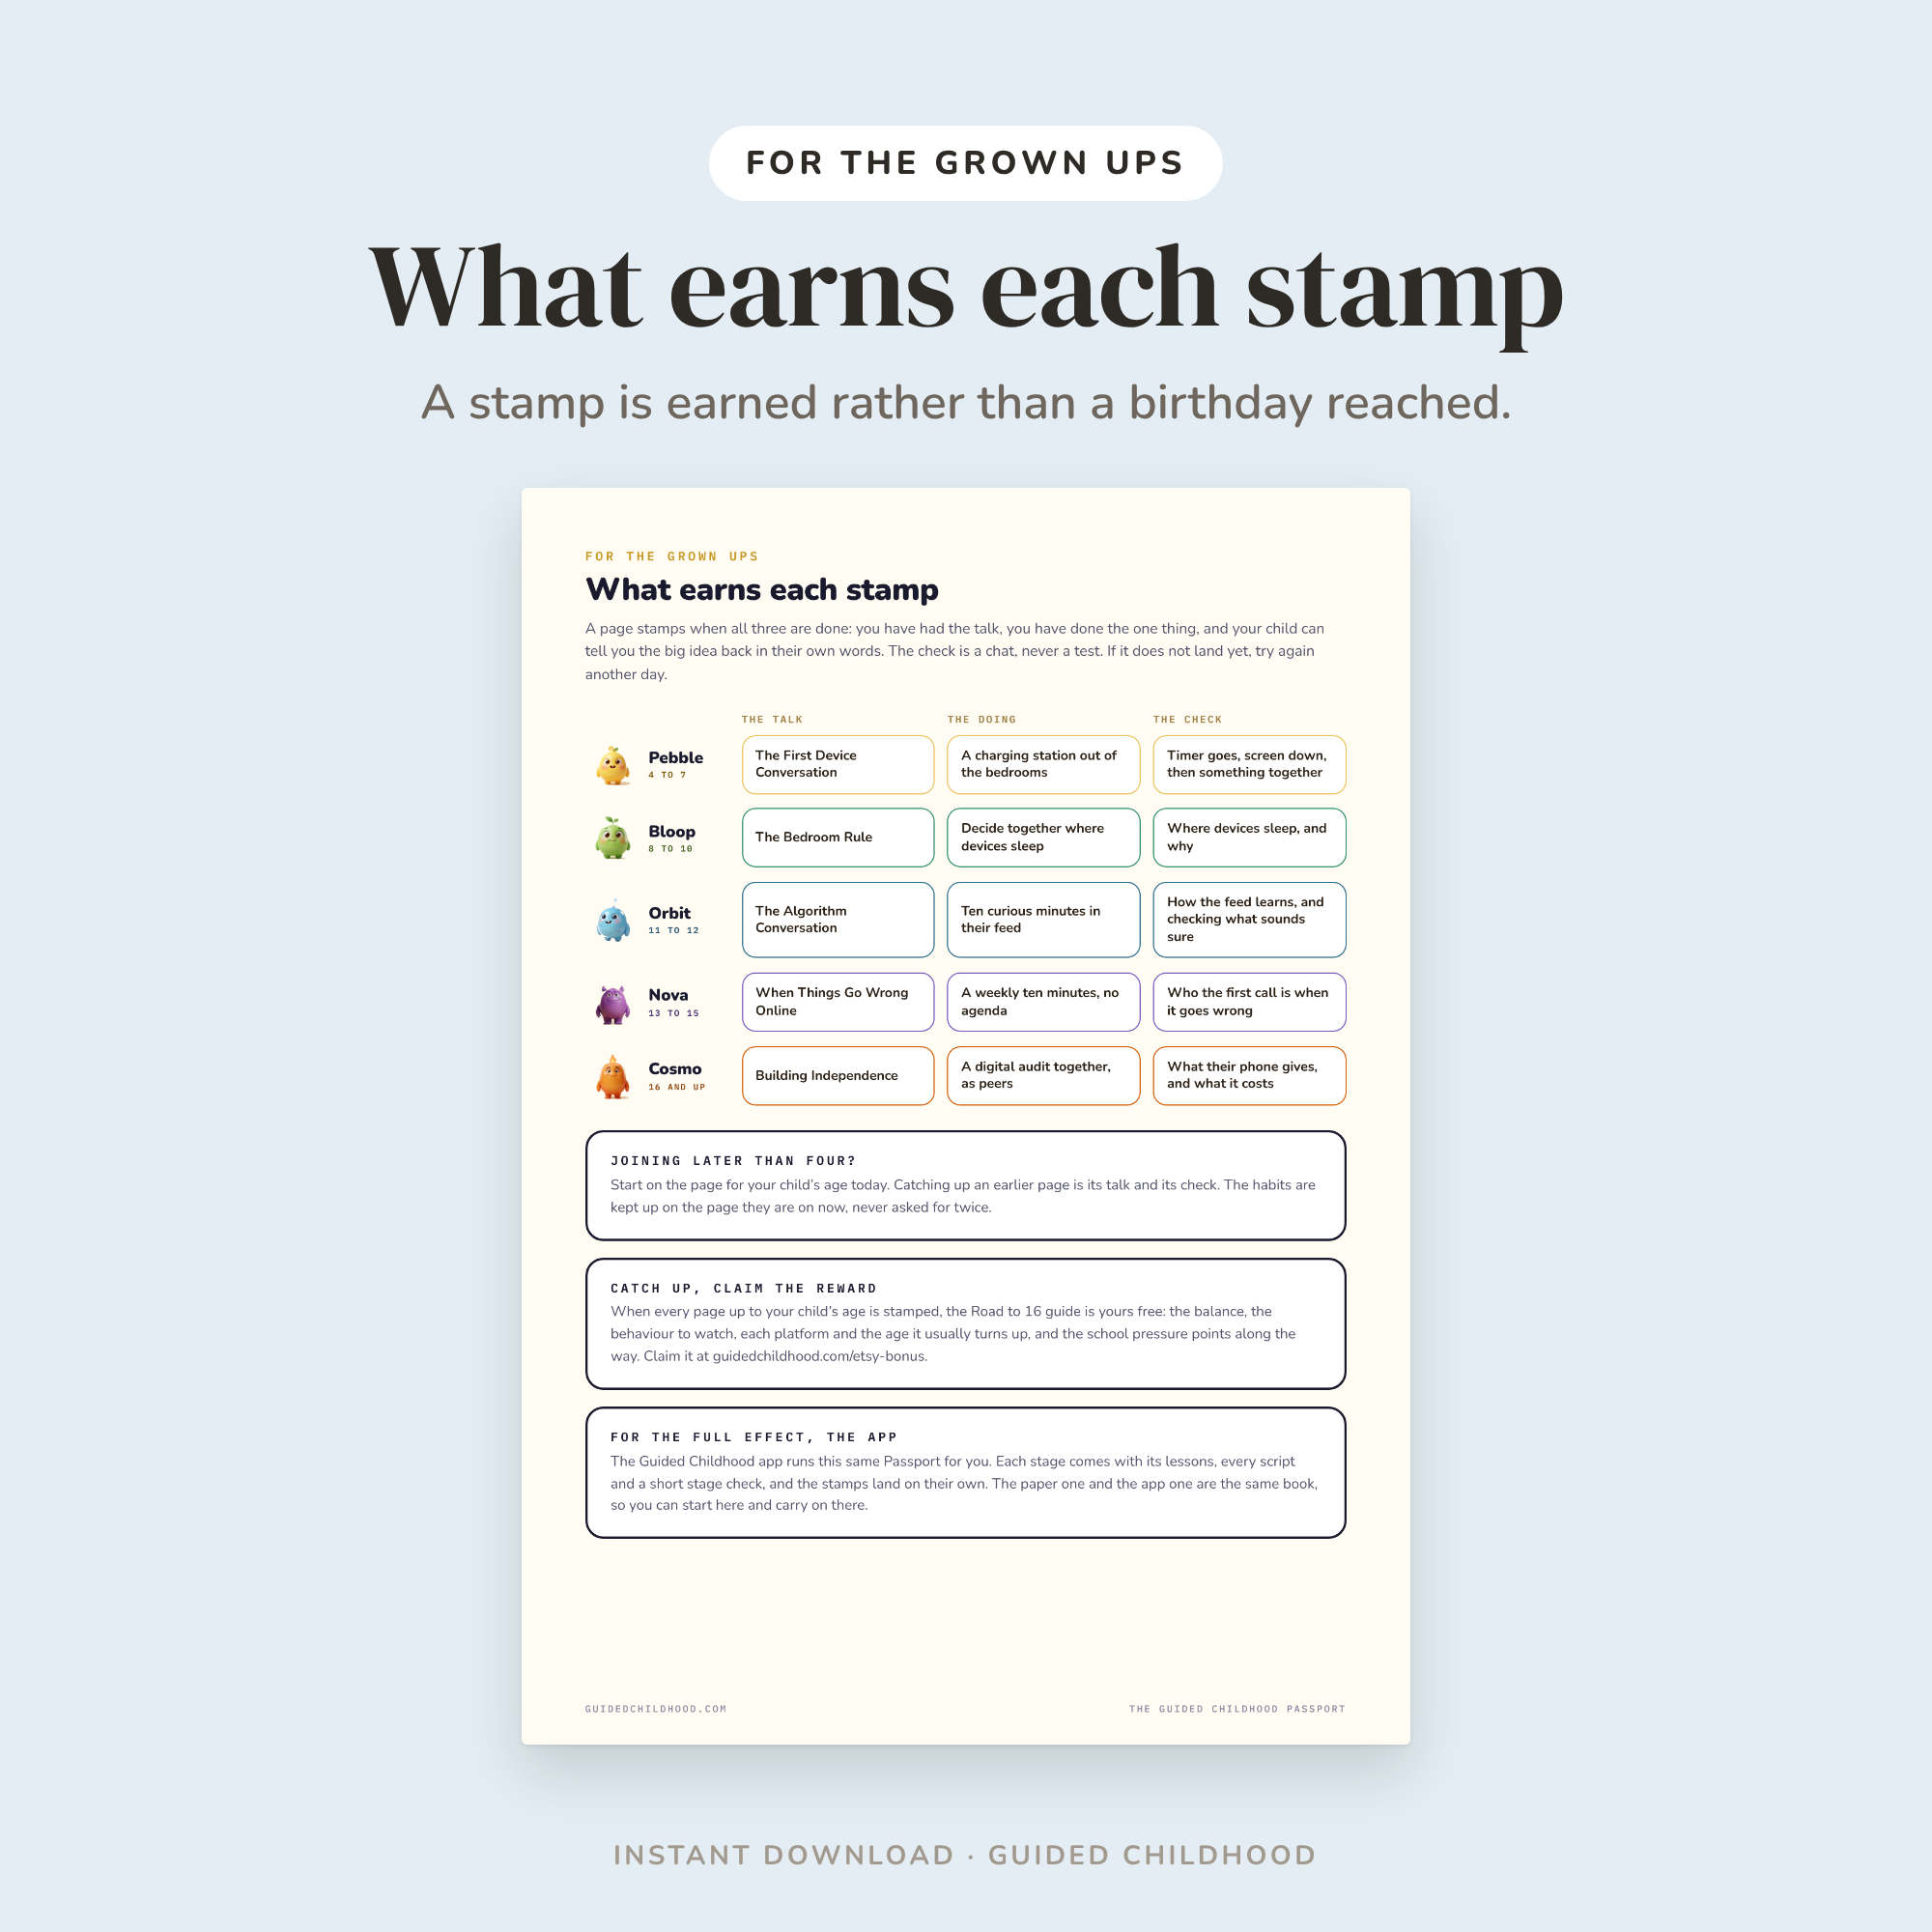 FOR THE GROWN UPS
What earns each stamp
A stamp is earned rather than a birthday reached.
FOR THE GROWN UPS
What earns each stamp
A page stamps when all three are done: you have had the talk, you have done the one thing, and your child can
tell you the big idea back in their own words. The check is a chat, never a test. If it does not land yet, try again
another day.
THE TALK
THE DOING
THE CHECK
Pebble
4 TO 7
The First Device
Conversation
A charging station out of
the bedrooms
Timer goes, screen down,
then something together
Bloop
8 TO 10
The Bedroom Rule
Decide together where
devices sleep
Where devices sleep, and
why
Orbit
11 TO 12
The Algorithm
Conversation
Ten curious minutes in
their feed
How the feed learns, and
checking what sounds
sure
Nova
13 TO 15
When Things Go Wrong
Online
A weekly ten minutes, no
agenda
Who the first call is when
it goes wrong
Cosmo
16 AND UP
Building Independence
A digital audit together,
as peers
What their phone gives,
and what it costs
JOINING LATER THAN FOUR?
Start on the page for your child's age today. Catching up an earlier page is its talk and its check. The habits are
kept up on the page they are on now, never asked for twice.
CATCH UP, CLAIM THE REWARD
When every page up to your child's age is stamped, the Road to 16 guide is yours free: the balance, the
behaviour to watch, each platform and the age it usually turns up, and the school pressure points along the
way. Claim it at guidedchildhood.com/etsy-bonus.
FOR THE FULL EFFECT, THE APP
The Guided Childhood app runs this same Passport for you. Each stage comes with its lessons, every script
and a short stage check, and the stamps land on their own. The paper one and the app one are the same book,
so you can start here and carry on there.
GUIDEDCHILDHOOD.COM
THE GUIDED CHILDHOOD PASSPORT
INSTANT DOWNLOAD · GUIDED CHILDHOOD